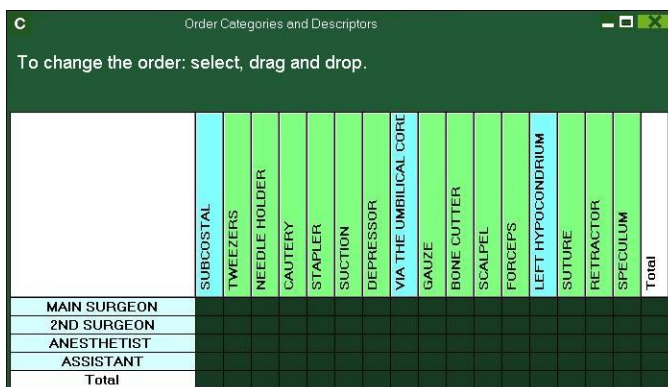 C
Order Categories and Descriptors
To change the order: select, drag and drop.
SUBCOSTAL
TWEEZERS
NEEDLE HOLDER
CAUTERY
STAPLER
SUCTION
DEPRESSOR
VIA THE UMBILICAL CORD
GAUZE
BONE CUTTER
SCALPEL
FORCEPS
LEFT HYPOCONDRIUM
SUTURE
RETRACTOR
SPECULUM
Total
MAIN SURGEON
2ND SURGEON
ANESTHETIST
ASSISTANT
Total